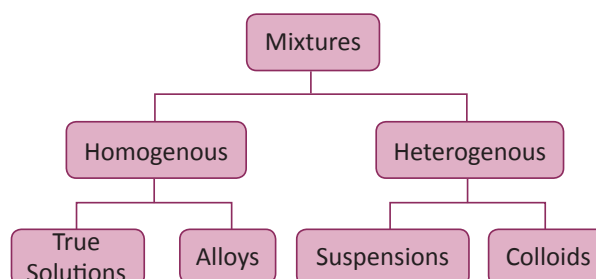 Mixtures
Homogenous
Heterogenous
True
Solutions
Alloys
Suspensions
Colloids